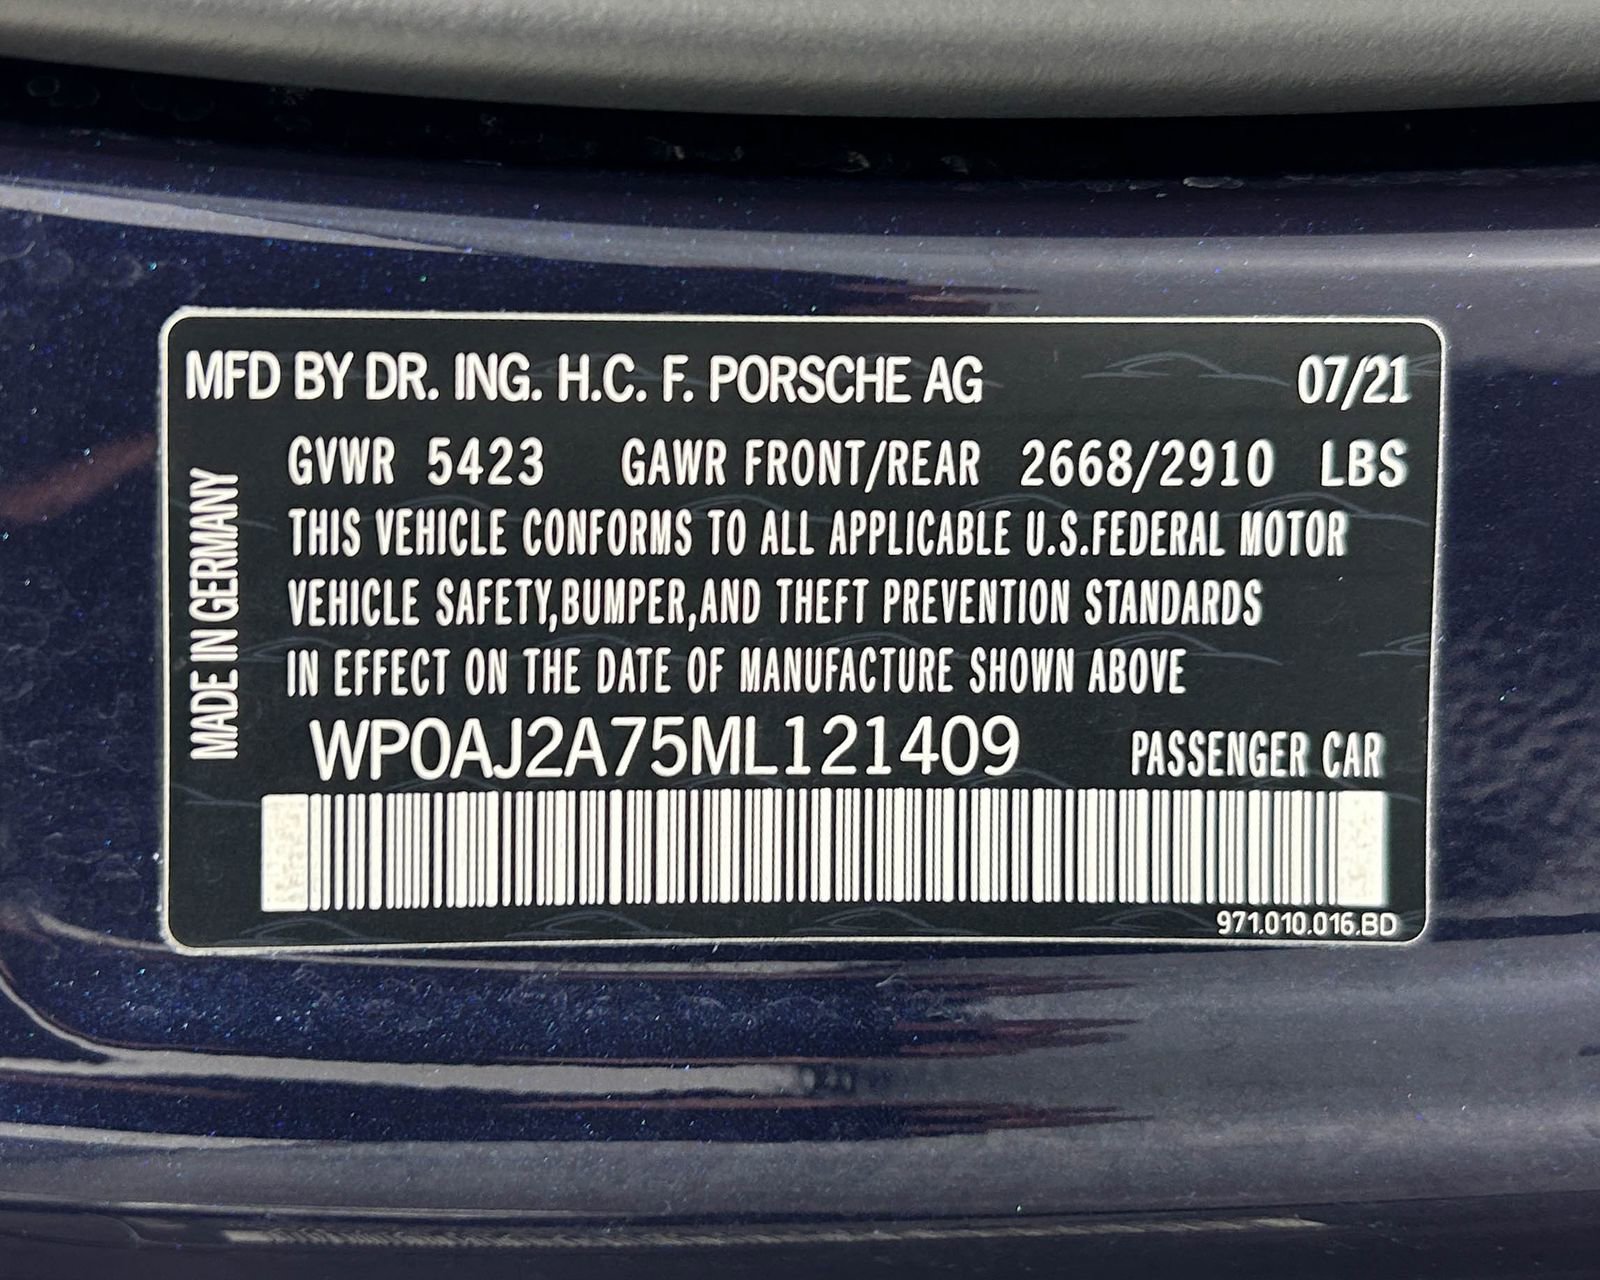 MFD BY DR. ING. H.C. F. PORSCHE AG 07/21
GVWR 5423 GAWR FRONT/REAR 2668/2910 LBS
THIS VEHICLE CONFORMS TO ALL APPLICABLE U.S.FEDERAL MOTOR
VEHICLE SAFETY,BUMPER,AND THEFT PREVENTION STANDARDS
IN EFFECT ON THE DATE OF MANUFACTURE SHOWN ABOVE
WP0AJ2A75ML121409 PASSENGER CAR
971.010.016.BD
MADE IN GERMANY